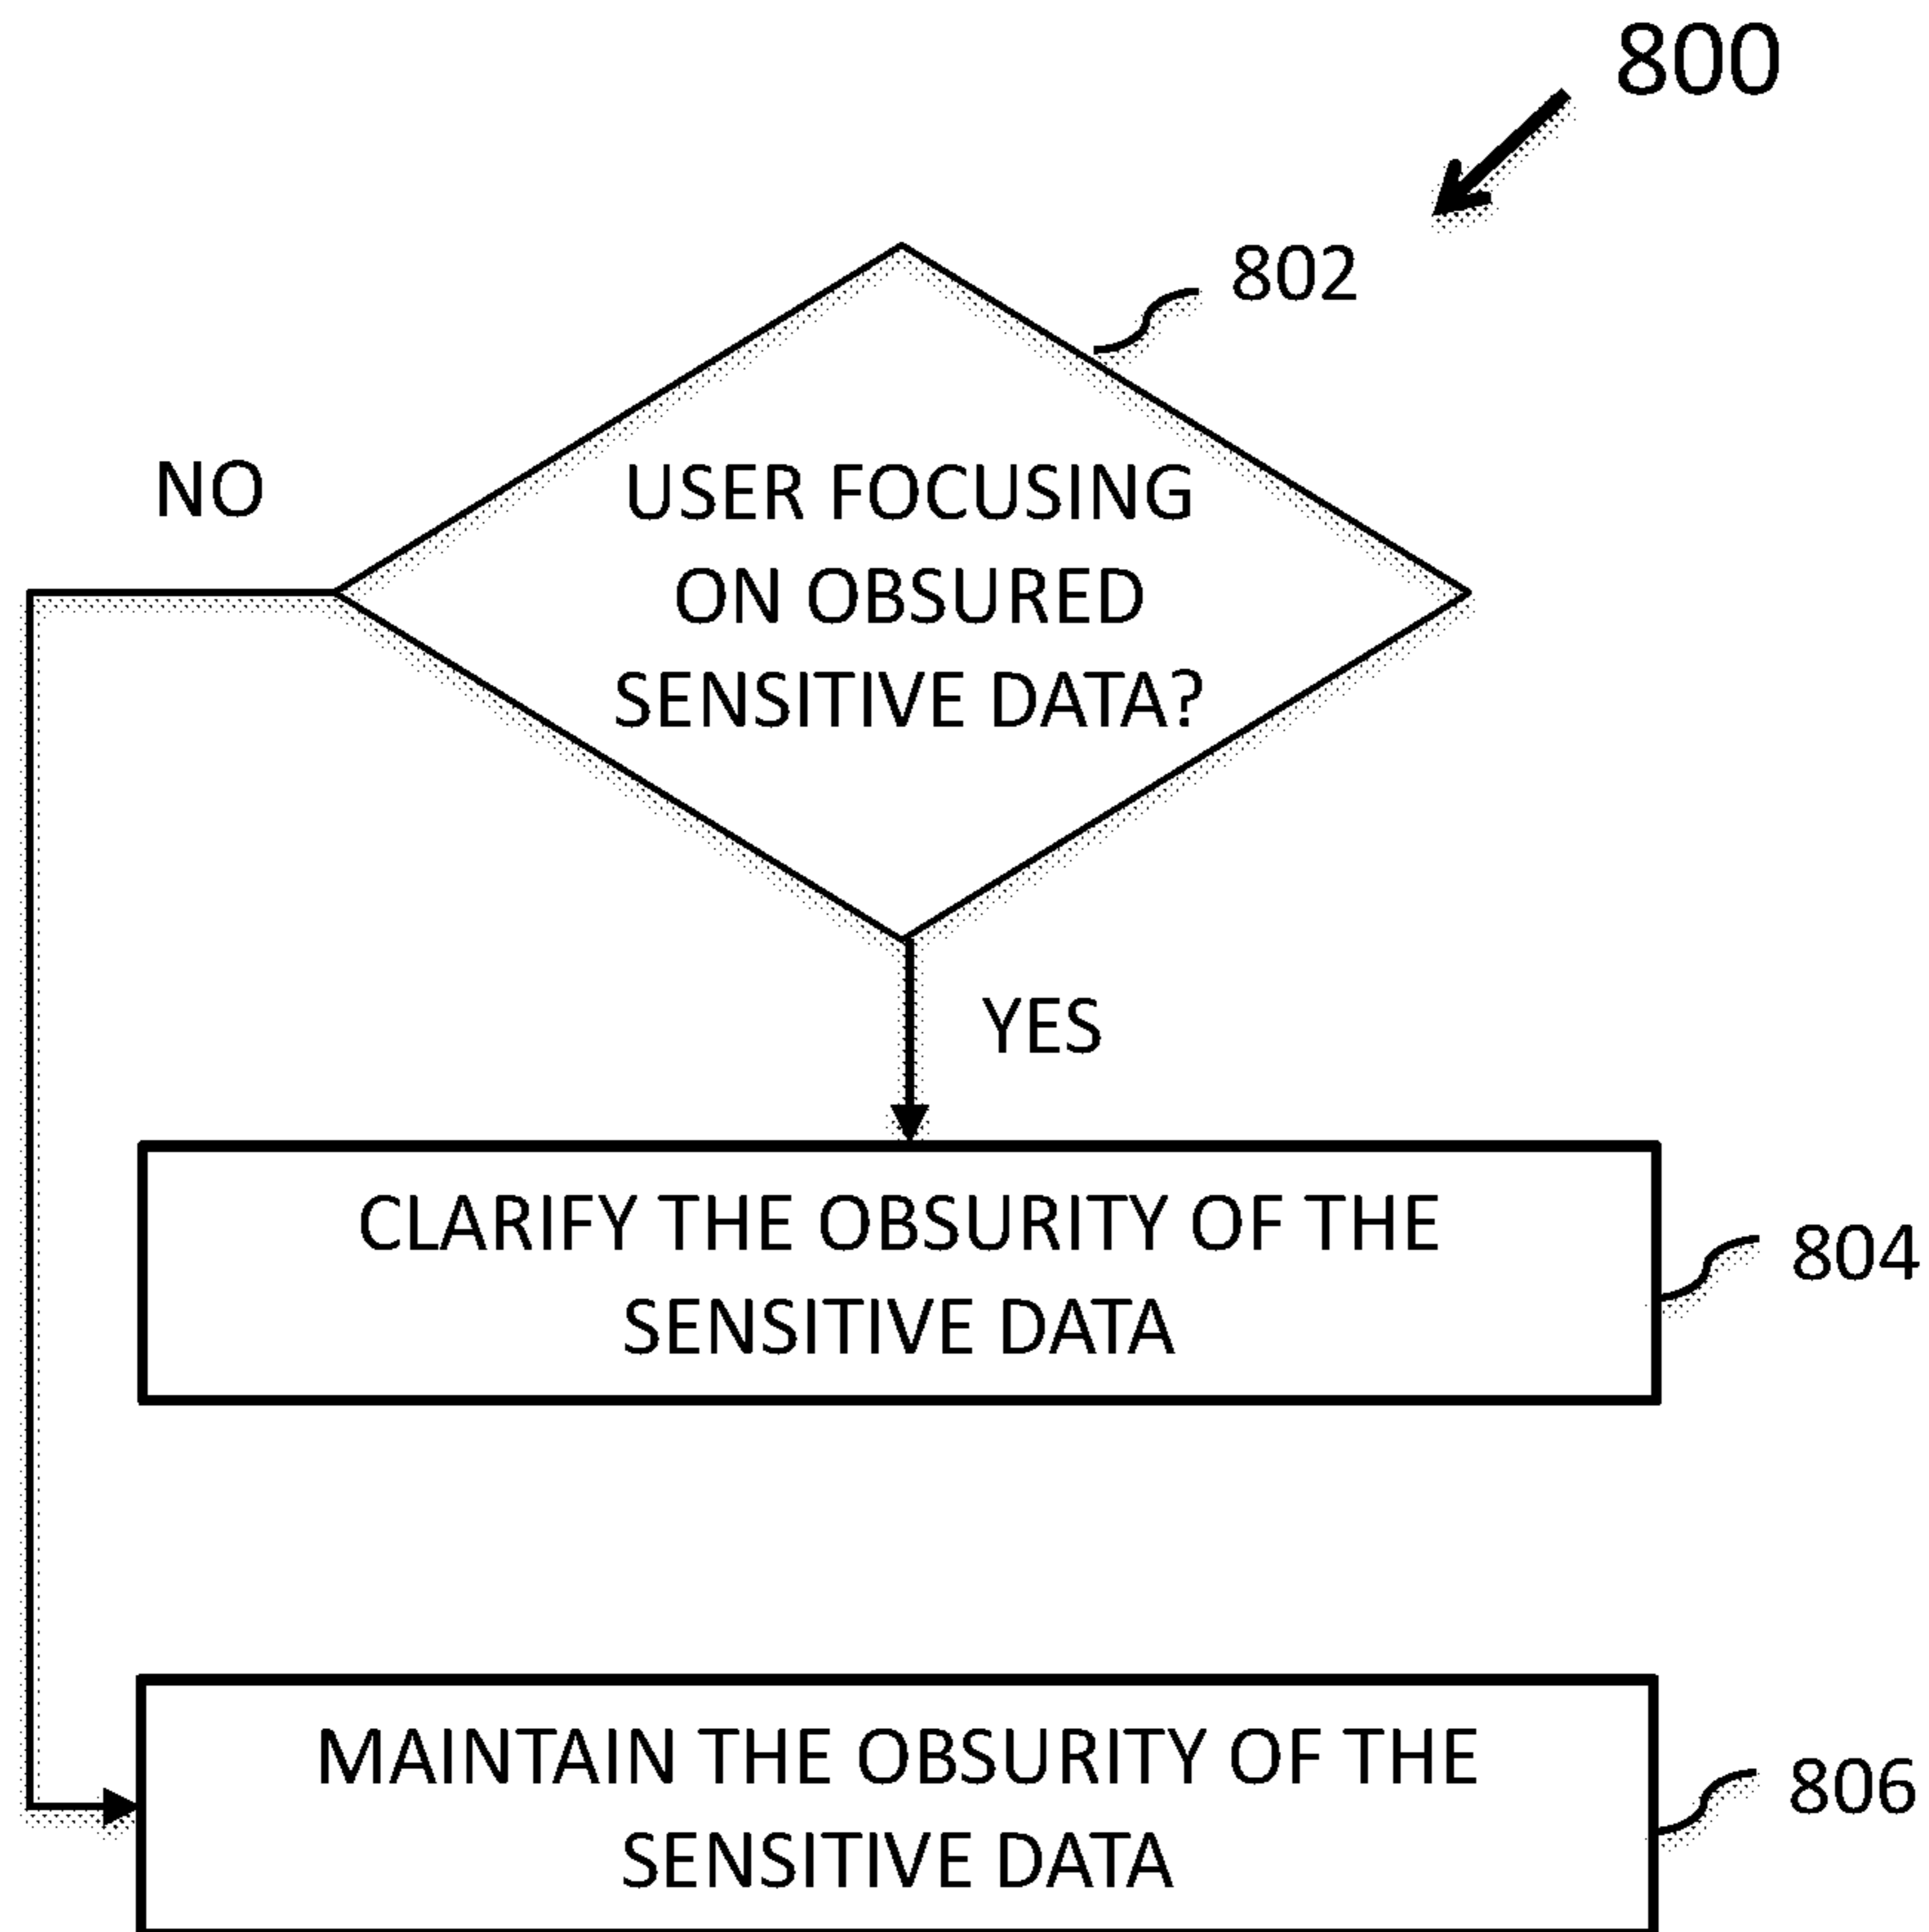 800
802
NO
USER FOCUSING
ON OBSURED
SENSITIVE DATA?
YES
CLARIFY THE OBSURITY OF THE
SENSITIVE DATA
804
MAINTAIN THE OBSURITY OF THE
SENSITIVE DATA
806